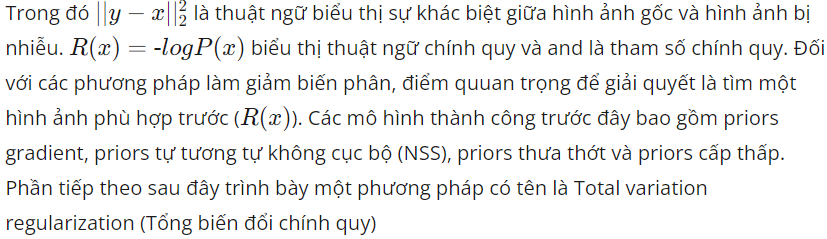 Trong đó $||y - x||_2^2$ là thuật ngữ biểu thị sự khác biệt giữa hình ảnh gốc và hình ảnh bị
nhiễu. $R(x) = \text{-}logP(x)$ biểu thị thuật ngữ chính quy và and là tham số chính quy. Đối
với các phương pháp làm giảm biến phân, điểm quuan trọng để giải quyết là tìm một
hình ảnh phù hợp trước ($R(x)$). Các mô hình thành công trước đây bao gồm priors
gradient, priors tự tương tự không cục bộ (NSS), priors thưa thớt và priors cấp thấp.
Phần tiếp theo sau đây trình bày một phương pháp có tên là Total variation
regularization (Tổng biến đổi chính quy)